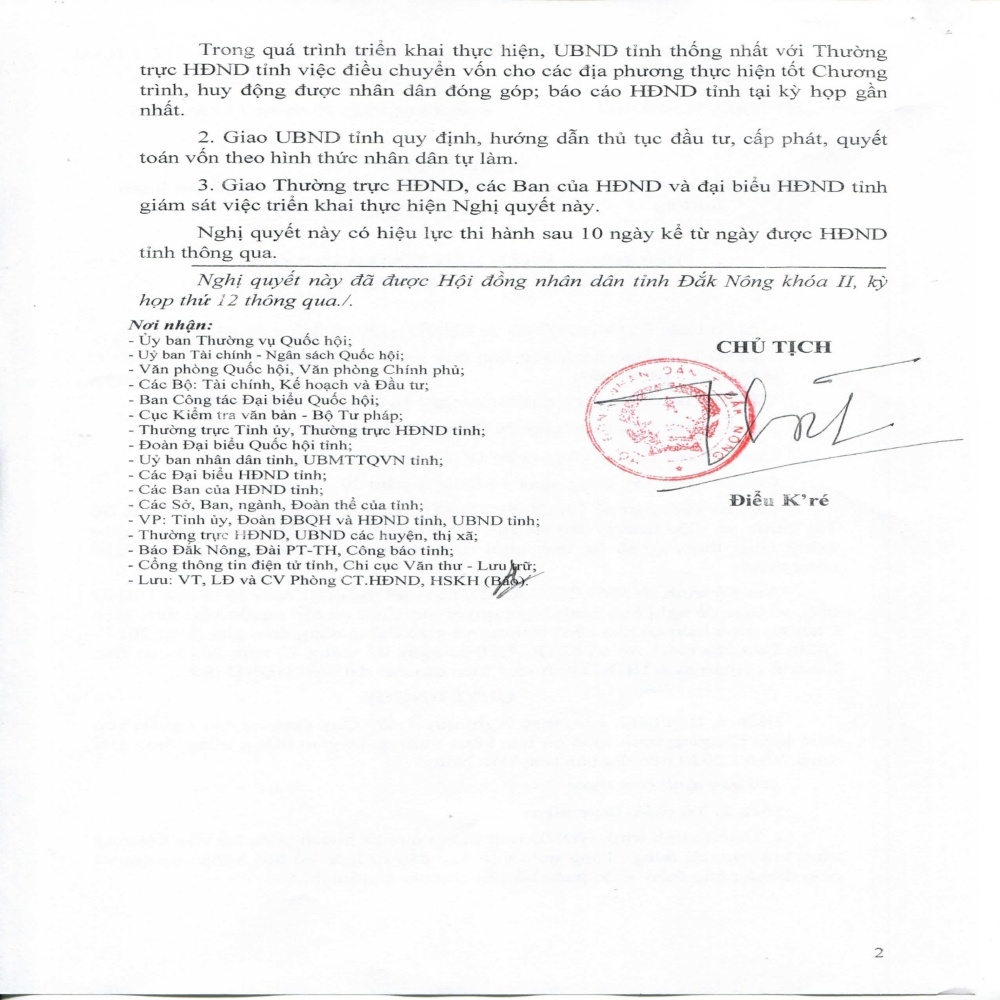 Trong quá trình triển khai thực hiện, UBND tỉnh thống nhất với Thường
trực HĐND tỉnh việc điều chuyển vốn cho các địa phương thực hiện tốt Chương
trình, huy động được nhân dân đóng góp; báo cáo HĐND tỉnh tại kỳ họp gần
nhất.
2. Giao UBND tỉnh quy định, hướng dẫn thủ tục đầu tư, cấp phát, quyết
toán vốn theo hình thức nhân dân tự làm.
3. Giao Thường trực HĐND, các Ban của HĐND và đại biểu HĐND tỉnh
giám sát việc triển khai thực hiện Nghị quyết này.
Nghị quyết này có hiệu lực thi hành sau 10 ngày kể từ ngày được HĐND
tỉnh thông qua.
Nghị quyết này đã được Hội đồng nhân dân tỉnh Đắk Nông khóa II, kỳ
họp thứ 12 thông qua./.
Nơi nhận:
- Ủy ban Thường vụ Quốc hội;
- Uỷ ban Tài chính - Ngân sách Quốc hội;
- Văn phòng Quốc hội, Văn phòng Chính phủ;
- Các Bộ: Tài chính, Kế hoạch và Đầu tư;
- Ban Công tác Đại biểu Quốc hội;
- Cục Kiểm tra văn bản - Bộ Tư pháp;
- Thường trực Tỉnh ủy, Thường trực HĐND tỉnh;
- Đoàn Đại biểu Quốc hội tỉnh;
- Uỷ ban nhân dân tỉnh, UBMTTQVN tỉnh;
- Các Đại biểu HĐND tỉnh;
- Các Ban của HĐND tỉnh;
- Các Sở, Ban, ngành, Đoàn thể của tỉnh;
- VP: Tỉnh ủy, Đoàn ĐBQH và HĐND tỉnh, UBND tỉnh;
- Thường trực HĐND, UBND các huyện, thị xã;
- Báo Đắk Nông, Đài PT-TH, Công báo tỉnh;
- Cổng thông tin điện tử tỉnh, Chi cục Văn thư - Lưu trữ;
- Lưu: VT, LĐ và CV Phòng CT.HĐND, HSKH (Bảo).
CHỦ TỊCH
Điểu K'ré
2